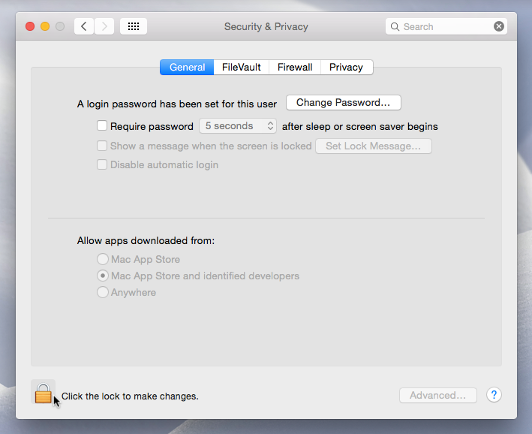 Security & Privacy
Search
General FileVault Firewall Privacy
A login password has been set for this user Change Password...
Require password 5 seconds after sleep or screen saver begins
Show a message when the screen is locked Set Lock Message...
Disable automatic login
Allow apps downloaded from:
Mac App Store
Mac App Store and identified developers
Anywhere
Click the lock to make changes. Advanced... ?